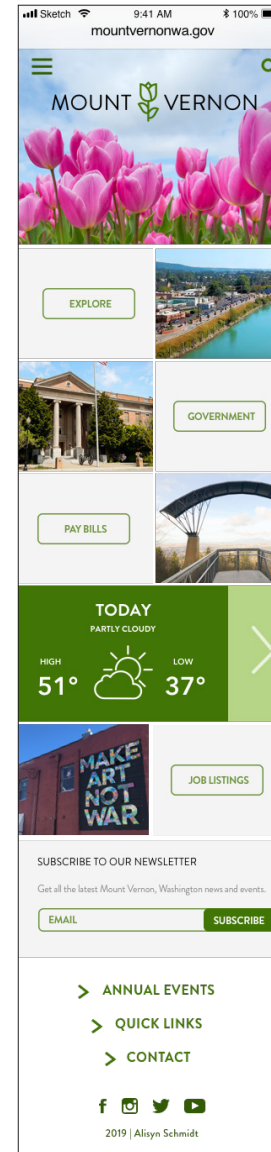 Sketch 9:41 AM 100%
mountvernonwa.gov
MOUNT VERNON
EXPLORE
GOVERNMENT
PAY BILLS
TODAY
PARTLY CLOUDY
HIGH LOW
51° 37°
MAKE
ART
NOT
WAR
JOB LISTINGS
SUBSCRIBE TO OUR NEWSLETTER
Get all the latest Mount Vernon, Washington news and events.
EMAIL SUBSCRIBE
ANNUAL EVENTS
QUICK LINKS
CONTACT
2019 | Alisyn Schmidt